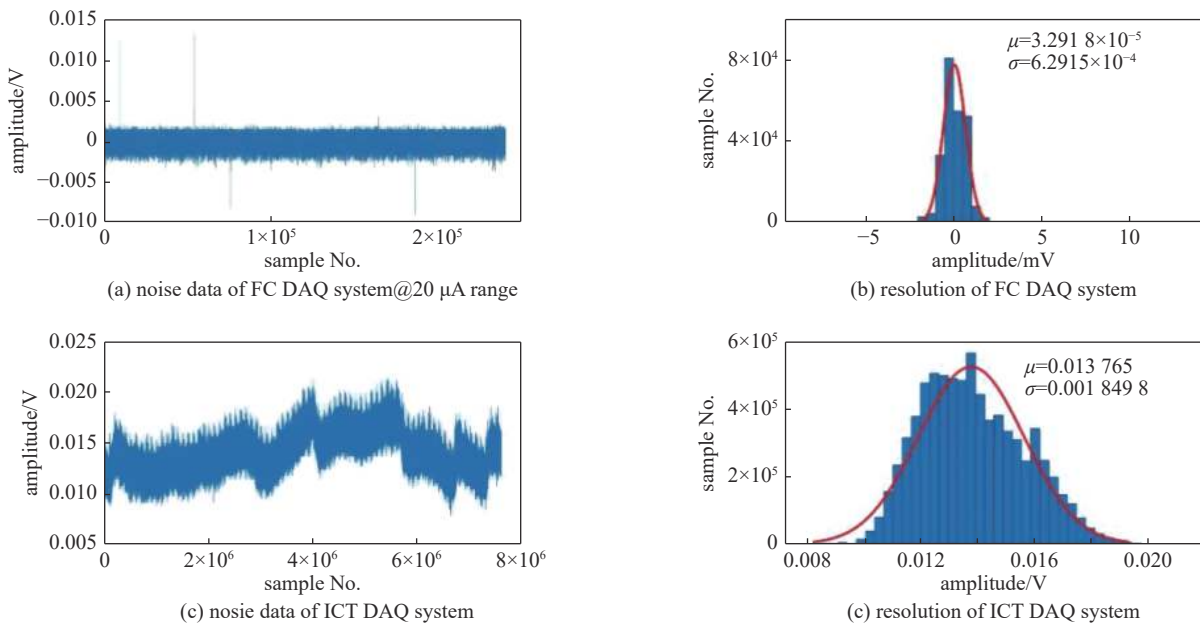 0.015
0.010
0.005
0
−0.005
−0.010
amplitude/V
0
1×10⁵
2×10⁵
sample No.
(a) noise data of FC DAQ system@20 μA range
8×10⁴
4×10⁴
0
sample No.
μ=3.291 8×10⁻⁵
σ=6.2915×10⁻⁴
−5
0
5
10
amplitude/mV
(b) resolution of FC DAQ system
0.025
0.020
0.015
0.010
0.005
amplitude/V
0
2×10⁶
4×10⁶
6×10⁶
8×10⁶
sample No.
(c) nosie data of ICT DAQ system
6×10⁵
4×10⁵
2×10⁵
0
sample No.
μ=0.013 765
σ=0.001 849 8
0.008
0.012
0.016
0.020
amplitude/V
(c) resolution of ICT DAQ system